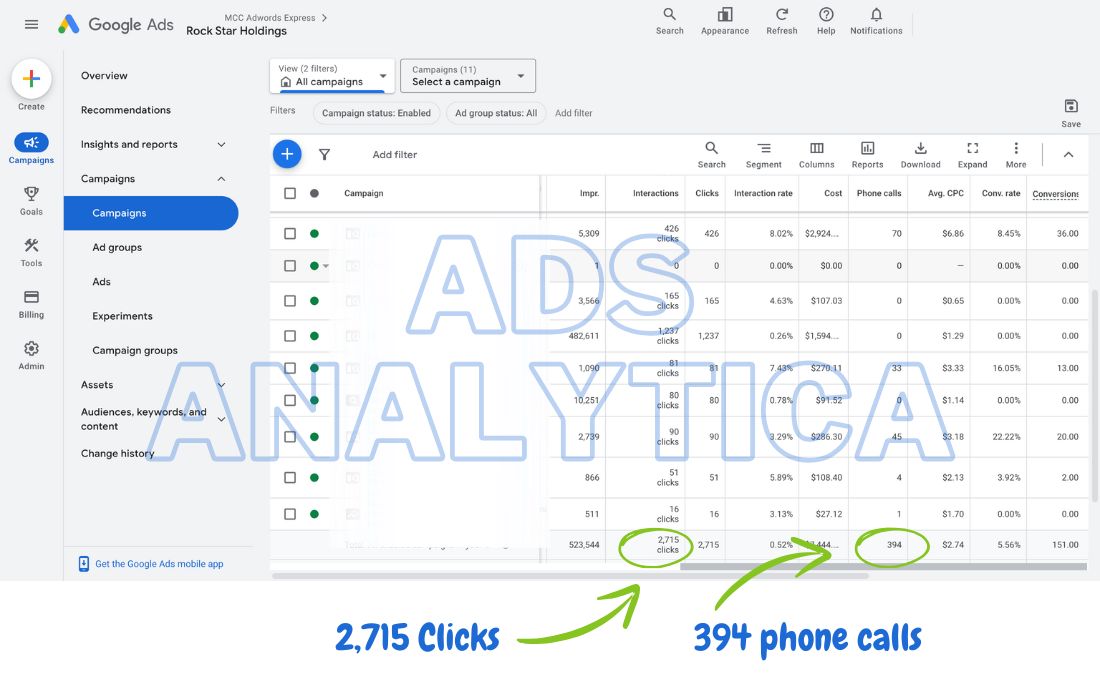 MCC Adwords Express
Google Ads Rock Star Holdings
Search Appearance Refresh Help Notifications
Create
Campaigns
Goals
Tools
Billing
Admin
Overview
Recommendations
Insights and reports
Campaigns
Campaigns
Ad groups
Ads
Experiments
Campaign groups
Assets
Audiences, keywords, and
content
Change history
Get the Google Ads mobile app
View (2 filters)
All campaigns
Campaigns (11)
Select a campaign
Filters Campaign status: Enabled Ad group status: All Add filter
Save
Add filter
Search Segment Columns Reports Download Expand More
Campaign Impr. Interactions Clicks Interaction rate Cost Phone calls Avg. CPC Conv. rate Conversions
5,309 426 clicks 426 8.02% $2,924... 70 $6.86 8.45% 36.00
1 0 0 0.00% $0.00 0 — 0.00% 0.00
3,566 165 clicks 165 4.63% $107.03 0 $0.65 0.00% 0.00
482,611 1,237 clicks 1,237 0.26% $1,594... 0 $1.29 0.00% 0.00
1,090 81 clicks 81 7.43% $270.11 33 $3.33 16.05% 13.00
10,251 80 clicks 80 0.78% $91.52 0 $1.14 0.00% 0.00
2,739 90 clicks 90 3.29% $286.30 45 $3.18 22.22% 20.00
866 51 clicks 51 5.89% $108.40 4 $2.13 3.92% 2.00
511 16 clicks 16 3.13% $27.12 1 $1.70 0.00% 0.00
523,544 2,715 clicks 2,715 0.52% 394 $2.74 5.56% 151.00
ADS
ANALYTICA
2,715 Clicks
394 phone calls